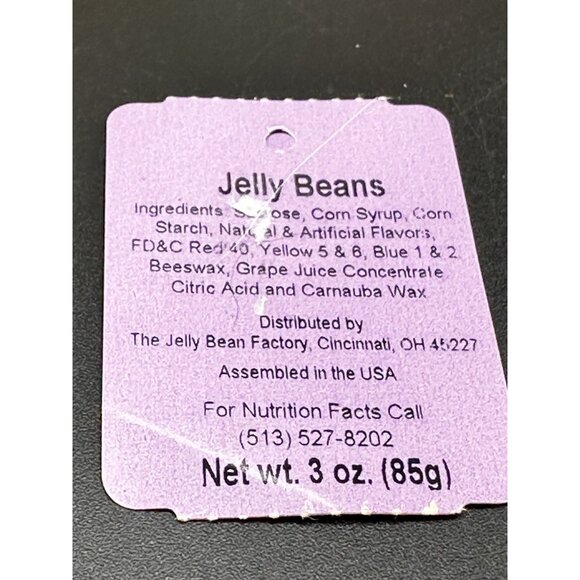 Jelly Beans
Ingredients: Sucrose, Corn Syrup, Corn
Starch, Natural & Artificial Flavors,
FD&C Red 40, Yellow 5 & 6, Blue 1 & 2
Beeswax, Grape Juice Concentrate
Citric Acid and Carnauba Wax
Distributed by
The Jelly Bean Factory, Cincinnati, OH 45227
Assembled in the USA
For Nutrition Facts Call
(513) 527-8202
Net wt. 3 oz. (85g)